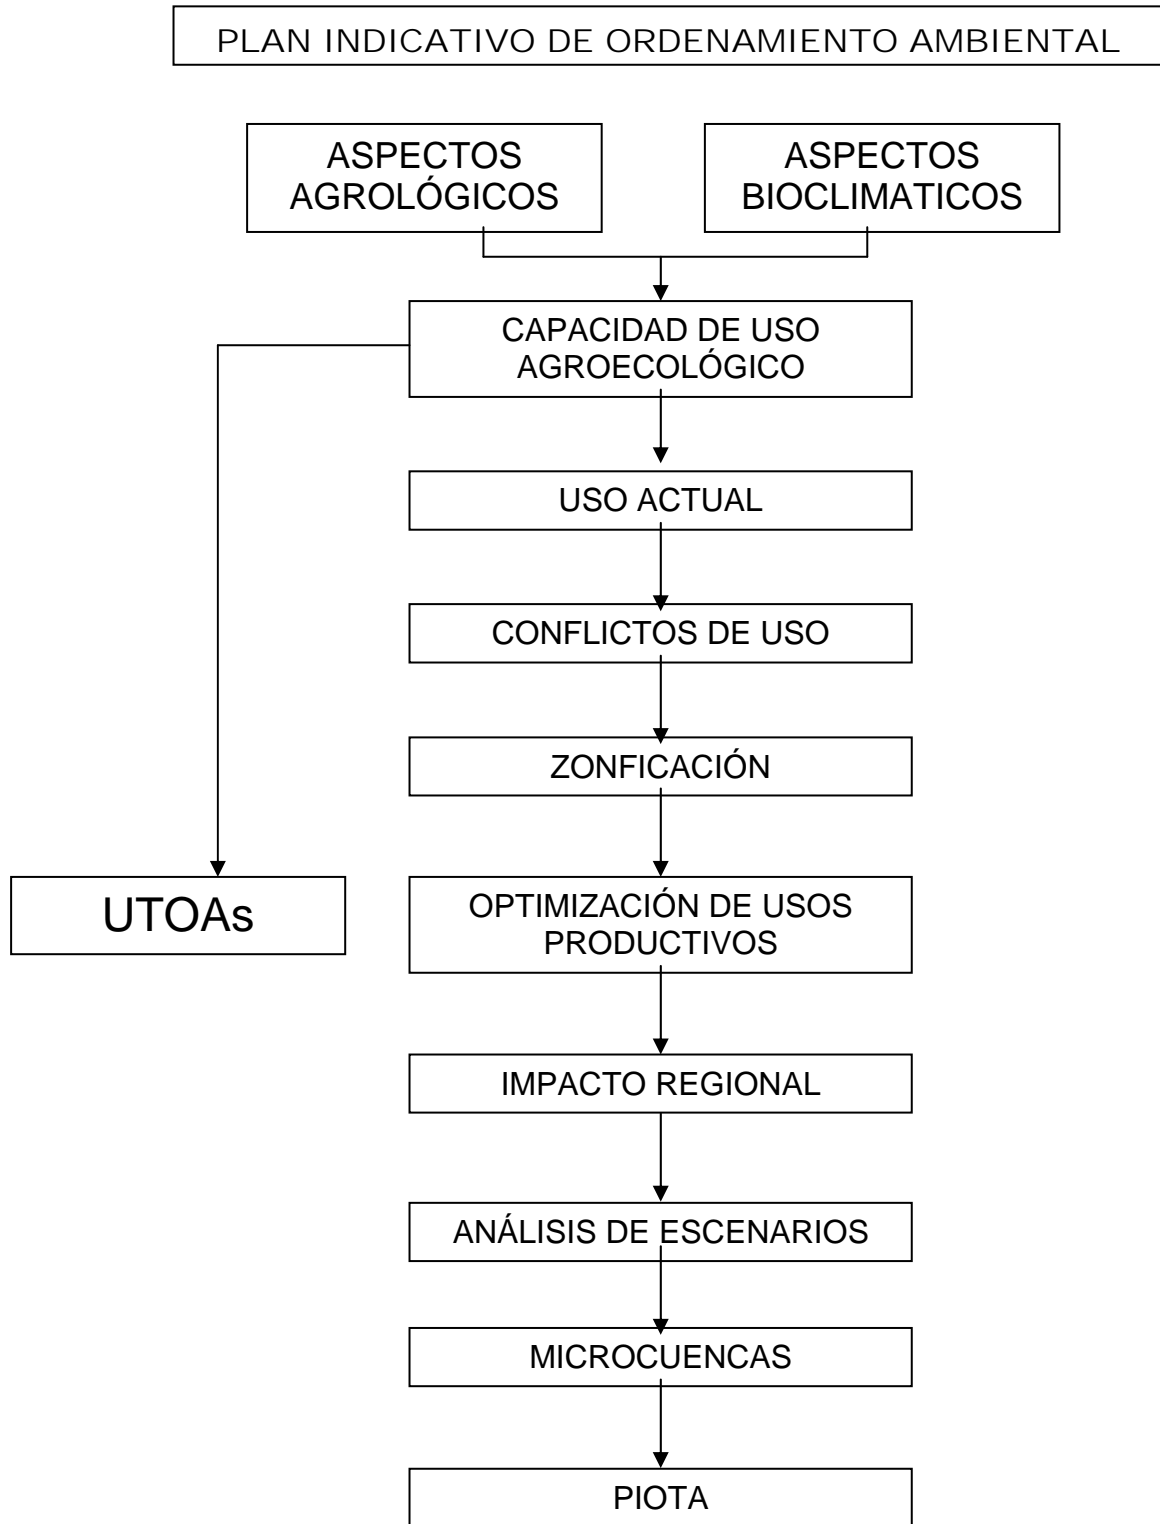 PLAN INDICATIVO DE ORDENAMIENTO AMBIENTAL
ASPECTOS
AGROLÓGICOS
ASPECTOS
BIOCLIMATICOS
CAPACIDAD DE USO
AGROECOLÓGICO
USO ACTUAL
CONFLICTOS DE USO
ZONFICACIÓN
UTOAs
OPTIMIZACIÓN DE USOS
PRODUCTIVOS
IMPACTO REGIONAL
ANÁLISIS DE ESCENARIOS
MICROCUENCAS
PIOTA